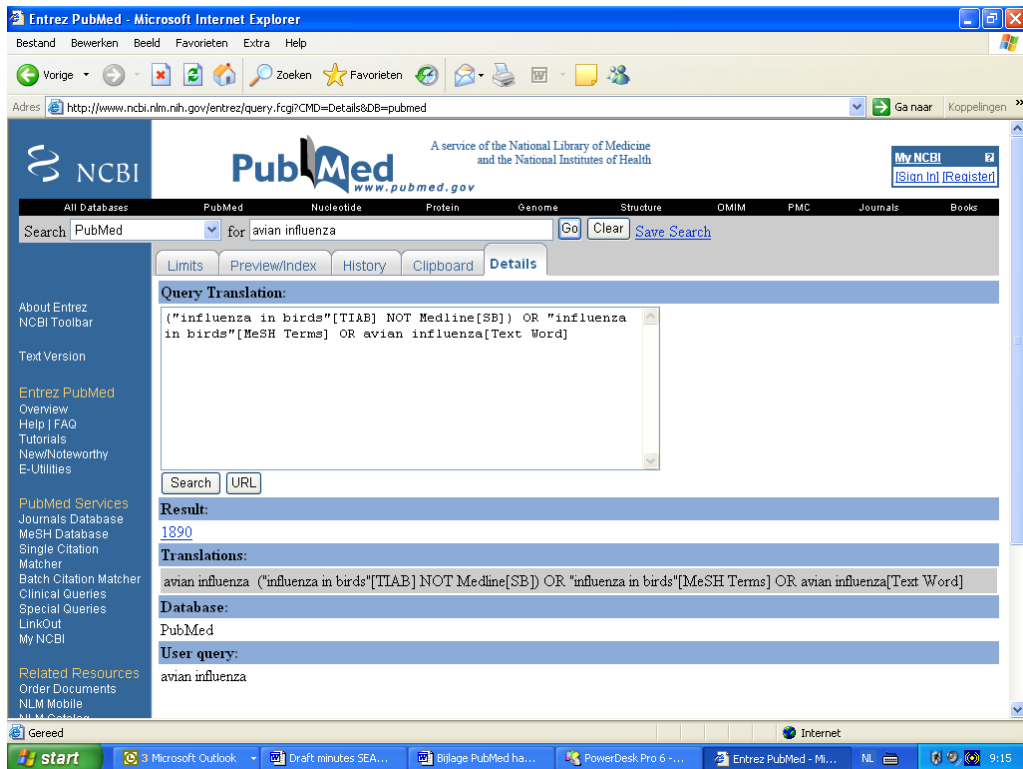 Entrez PubMed - Microsoft Internet Explorer
Bestand Bewerken Beeld Favorieten Extra Help
Vorige Zoeken Favorieten
Adres http://www.ncbi.nlm.nih.gov/entrez/query.fcgi?CMD=Details&DB=pubmed Ga naar Koppelingen »
NCBI
PubMed
www.pubmed.gov
A service of the National Library of Medicine
and the National Institutes of Health
My NCBI ?
[Sign In] [Register]
All Databases PubMed Nucleotide Protein Genome Structure OMIM PMC Journals Books
Search PubMed for avian influenza Go Clear Save Search
Limits Preview/Index History Clipboard Details
About Entrez
NCBI Toolbar
Text Version
Entrez PubMed
Overview
Help | FAQ
Tutorials
New/Noteworthy
E-Utilities
PubMed Services
Journals Database
MeSH Database
Single Citation
Matcher
Batch Citation Matcher
Clinical Queries
Special Queries
LinkOut
My NCBI
Related Resources
Order Documents
NLM Mobile
NLM Catalog
Query Translation:
("influenza in birds"[TIAB] NOT Medline[SB]) OR "influenza
in birds"[MeSH Terms] OR avian influenza[Text Word]
Search URL
Result:
1890
Translations:
avian influenza ("influenza in birds"[TIAB] NOT Medline[SB]) OR "influenza in birds"[MeSH Terms] OR avian influenza[Text Word]
Database:
PubMed
User query:
avian influenza
Gereed Internet
start 3 Microsoft Outlook Draft minutes SEA... Bijlage PubMed ha... PowerDesk Pro 6 -... Entrez PubMed - Mi... NL 9:15